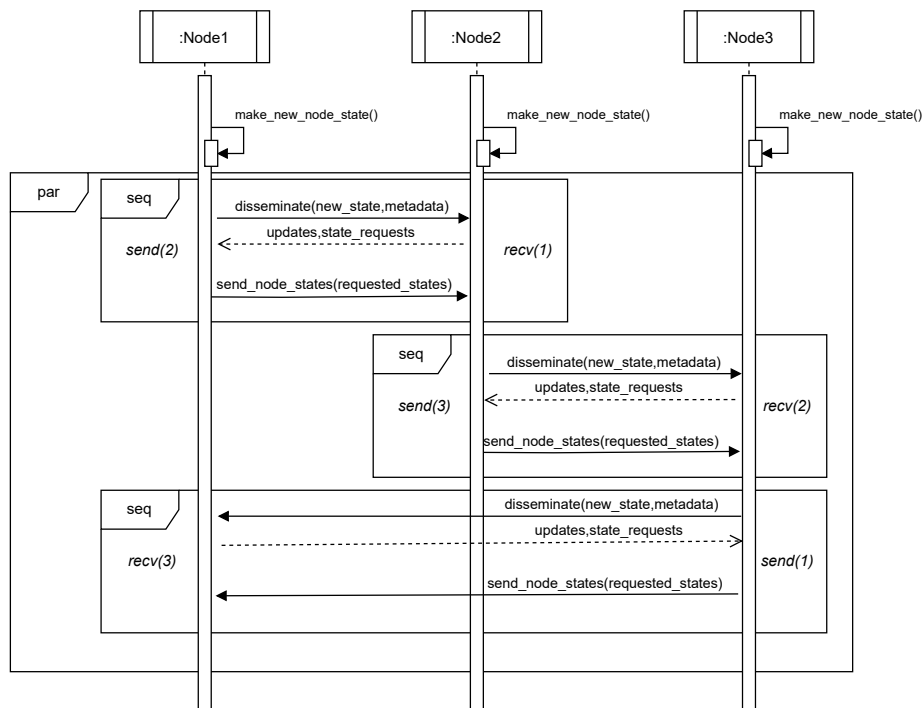 :Node1
:Node2
:Node3
make_new_node_state()
make_new_node_state()
make_new_node_state()
par
seq
disseminate(new_state,metadata)
updates,state_requests
send(2)
recv(1)
send_node_states(requested_states)
seq
disseminate(new_state,metadata)
updates,state_requests
send(3)
recv(2)
send_node_states(requested_states)
seq
disseminate(new_state,metadata)
updates,state_requests
recv(3)
send(1)
send_node_states(requested_states)